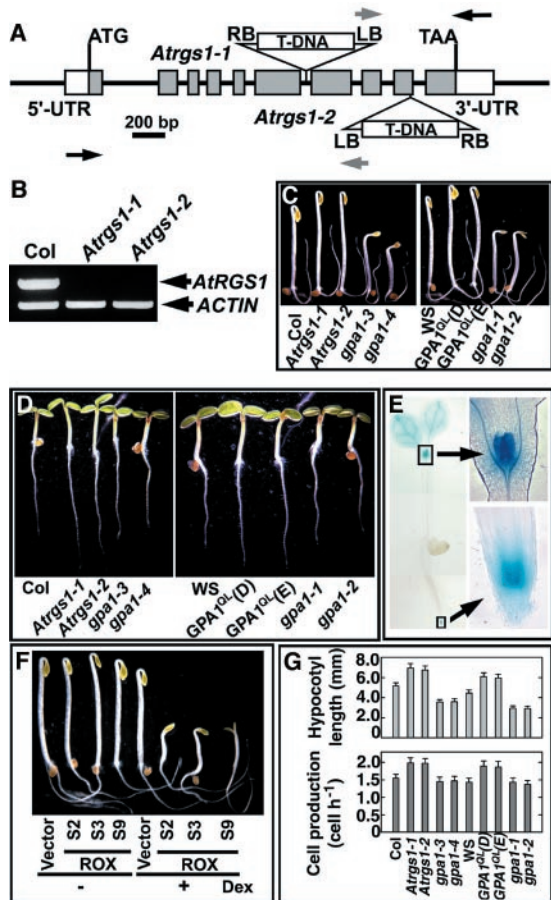 A
ATG
Atrgs1-1
RB
T-DNA
LB
TAA
5'-UTR
200 bp
Atrgs1-2
LB
T-DNA
RB
3'-UTR
B
Col
Atrgs1-1
Atrgs1-2
AtRGS1
ACTIN
C
Col
Atrgs1-1
Atrgs1-2
gpa1-3
gpa1-4
WS
GPA1QL(D)
GPA1QL(E)
gpa1-1
gpa1-2
D
Col
Atrgs1-1
Atrgs1-2
gpa1-3
gpa1-4
WS
GPA1QL(D)
GPA1QL(E)
gpa1-1
gpa1-2
E
F
Vector
S2
S3
S9
Vector
S2
S3
S9
ROX
ROX
-
+
Dex
G
Hypocotyl
length (mm)
8.0
6.0
4.0
2.0
0
Cell production
(cell h-1)
2.0
1.5
1.0
0.5
0
Col
Atrgs1-1
Atrgs1-2
gpa1-3
gpa1-4
WS
GPA1QL(D)
GPA1QL(E)
gpa1-1
gpa1-2